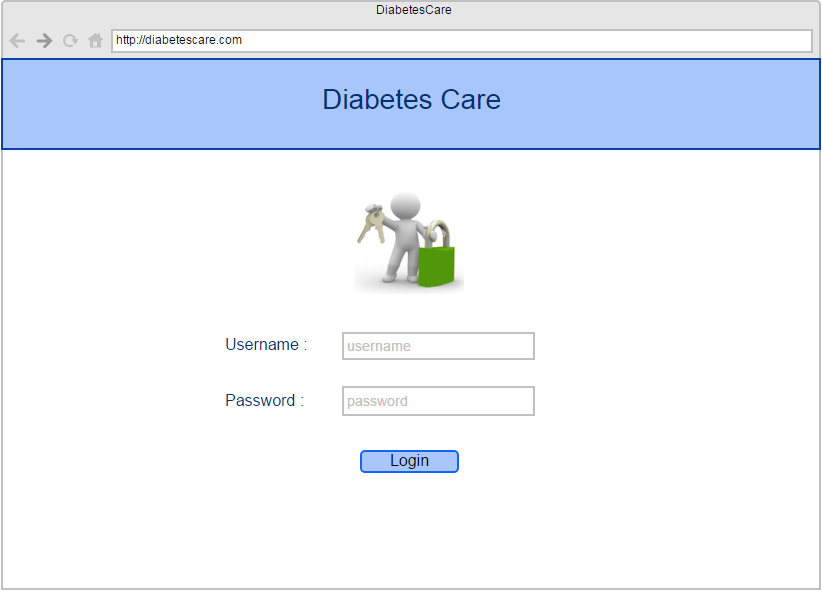 DiabetesCare
http://diabetescare.com
Diabetes Care
Username : username
Password : password
Login